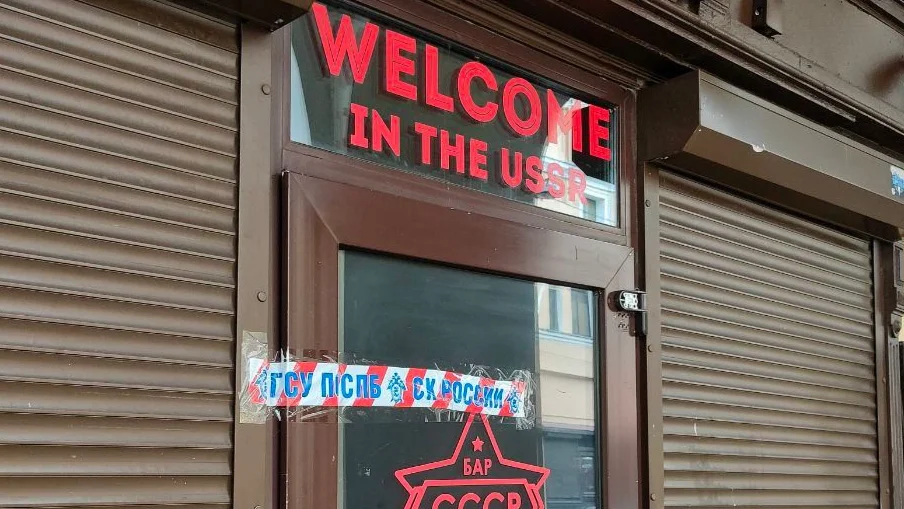 WELCOME
IN THE USSR
ГСУ ПО СПБ СК РОССИИ
БАР
СССР